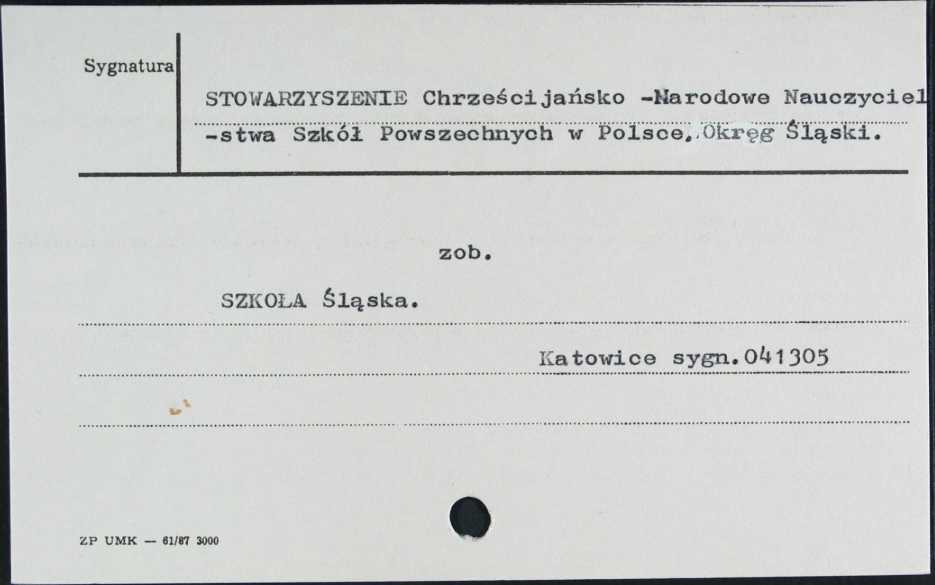 Sygnatura
STOWARZYSZENIE Chrześcijańsko -Narodowe Nauczyciel
-stwa Szkół Powszechnych w Polsce. Okręg Śląski.
zob.
SZKOŁA Śląska.
Katowice sygn.041305
ZP UMK — 61/87 3000